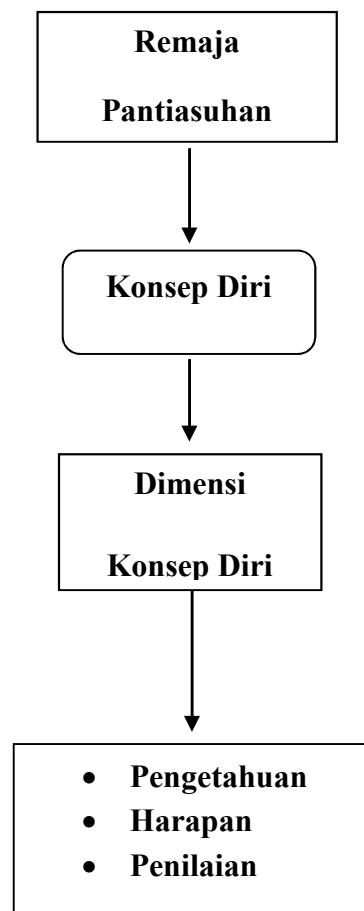 Remaja
Pantiasuhan
Konsep Diri
Dimensi
Konsep Diri
• Pengetahuan
• Harapan
• Penilaian